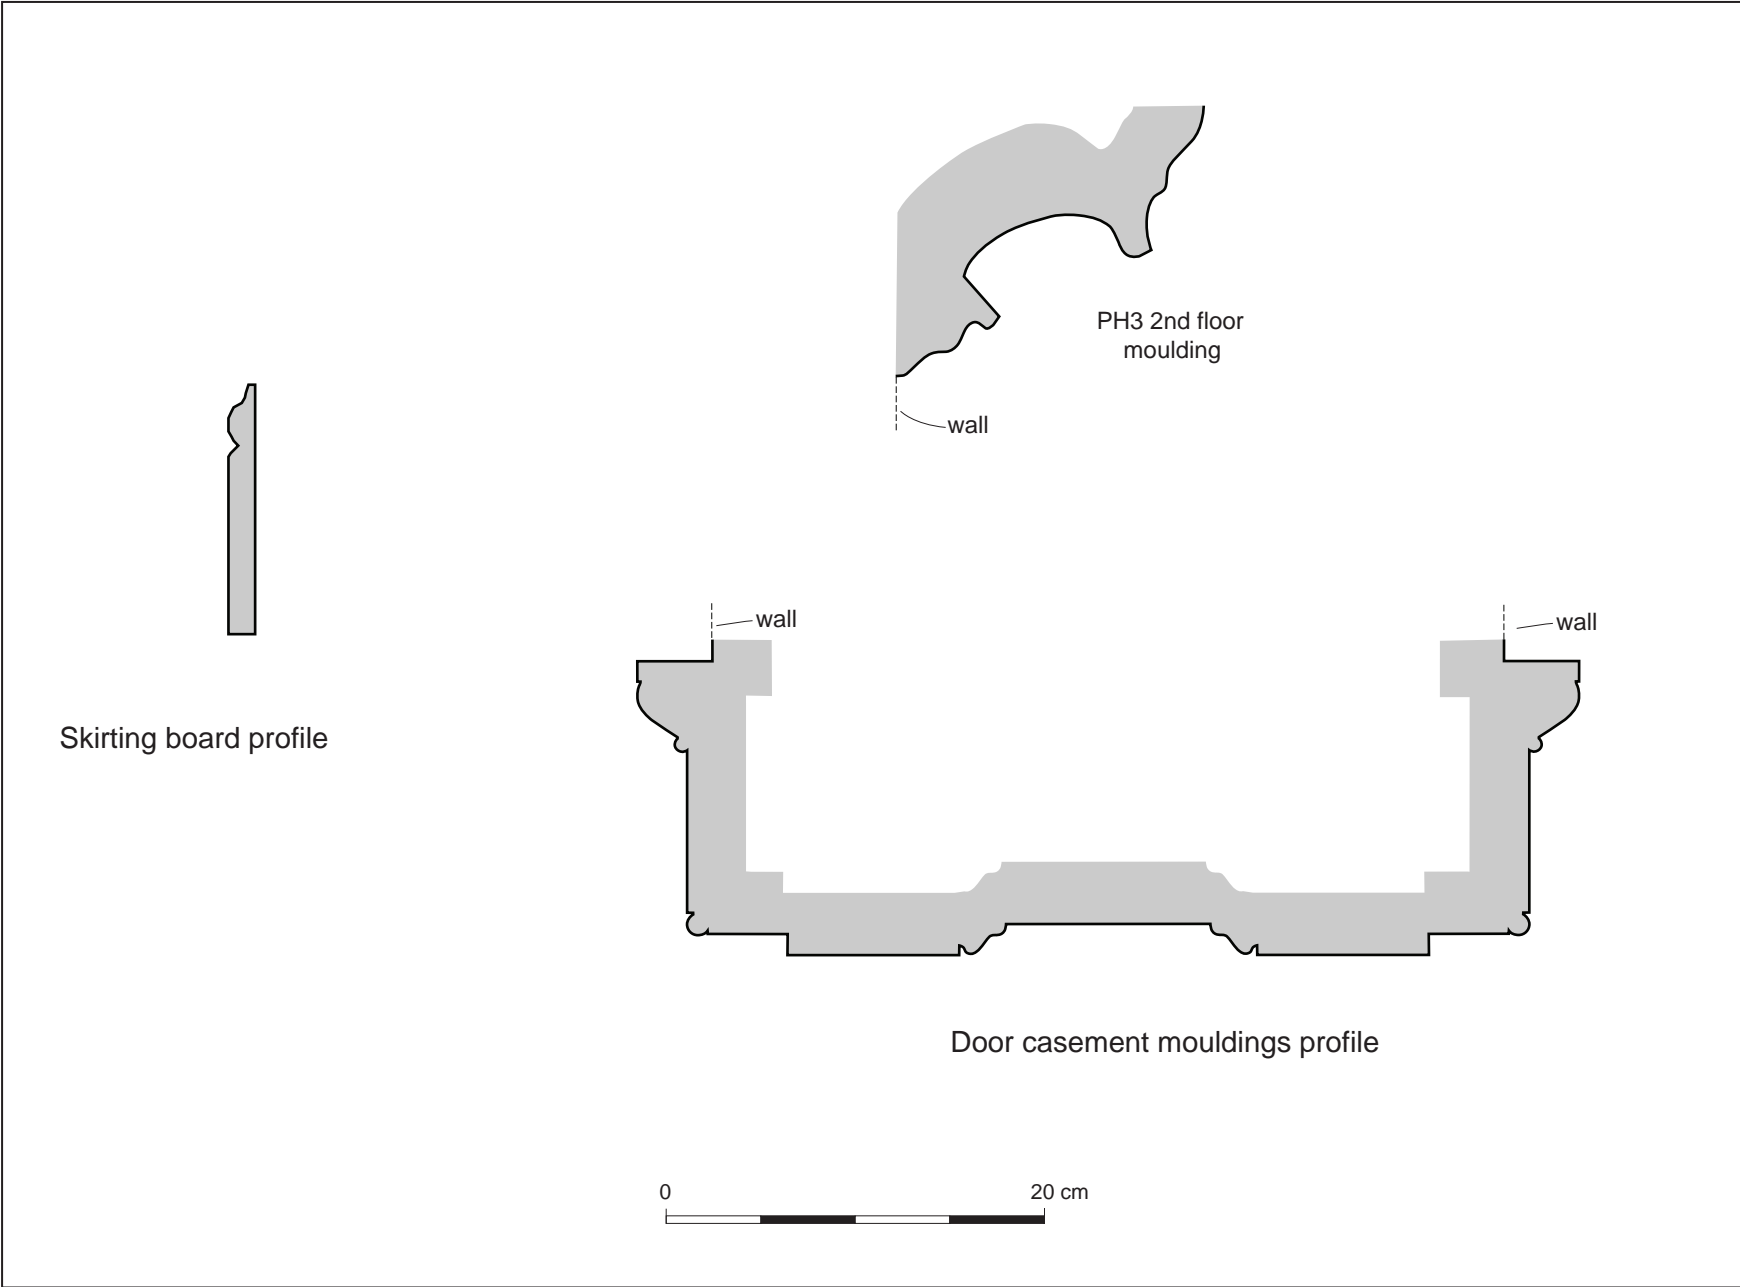 PH3 2nd floor
moulding
wall
wall
wall
Skirting board profile
Door casement mouldings profile
0
20 cm